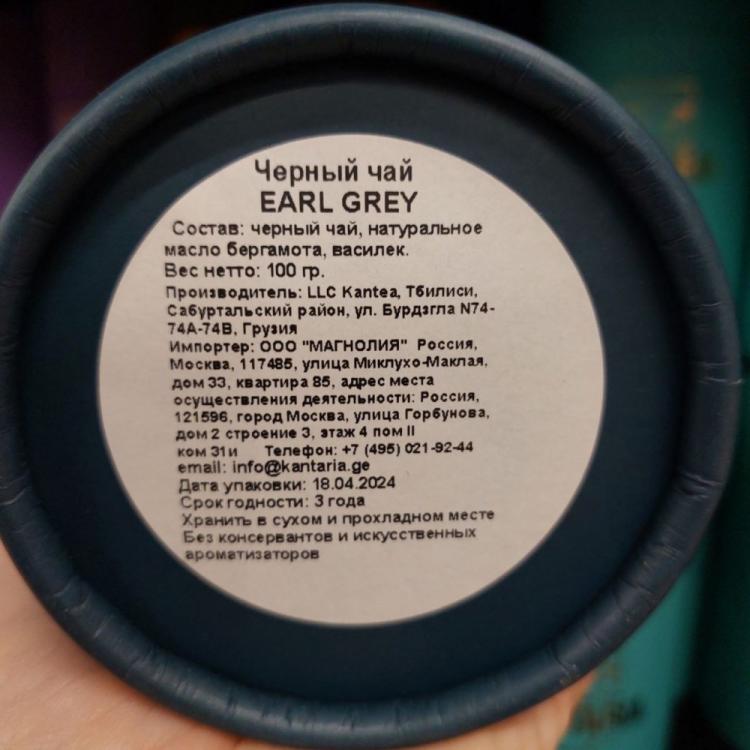 Черный чай
EARL GREY
Состав: черный чай, натуральное
масло бергамота, василек.
Вес нетто: 100 гр.
Производитель: LLC Kantea, Тбилиси,
Сабуртальский район, ул. Бурдзгла N74-
74А-74В, Грузия
Импортер: ООО "МАГНОЛИЯ" Россия,
Москва, 117485, улица Миклухо-Маклая,
дом 33, квартира 85, адрес места
осуществления деятельности: Россия,
121596, город Москва, улица Горбунова,
дом 2 строение 3, этаж 4 пом II
ком 31и Телефон: +7 (495) 021-92-44
email: info@kantaria.ge
Дата упаковки: 18.04.2024
Срок годности: 3 года
Хранить в сухом и прохладном месте
Без консервантов и искусственных
ароматизаторов